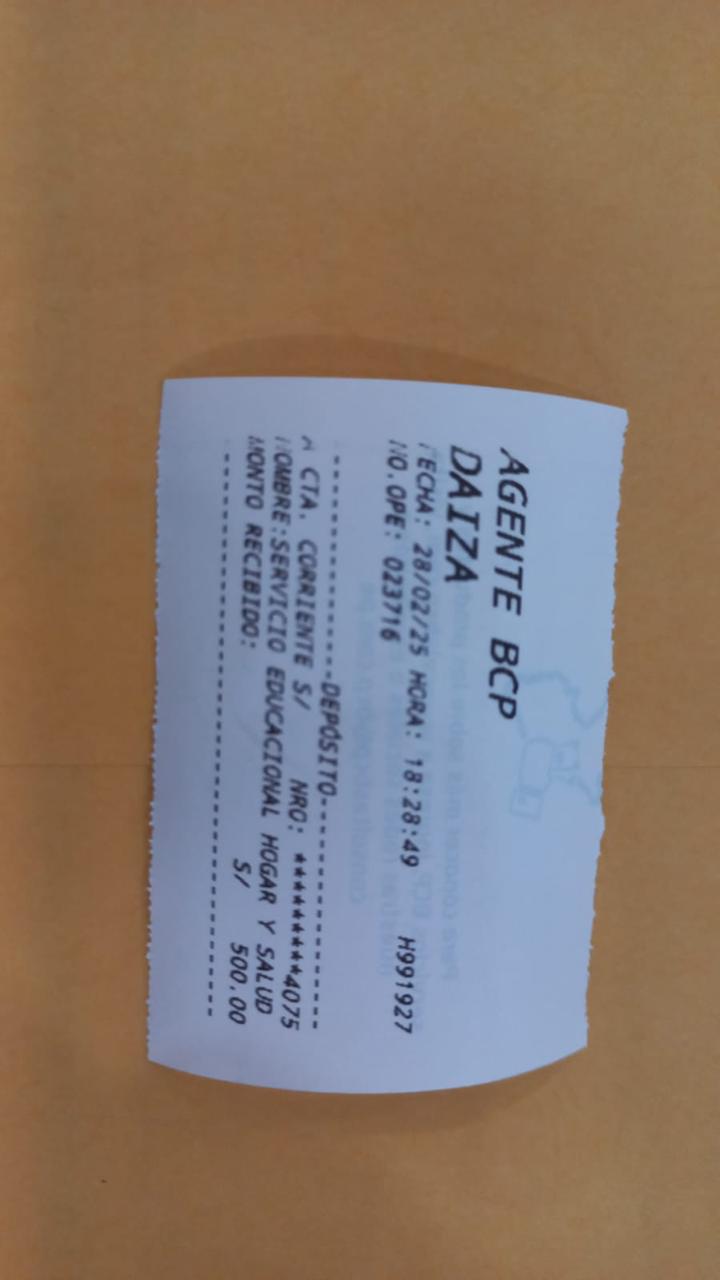 AGENTE BCP
DAIZA
FECHA: 28/02/25 HORA: 18:28:49 H991927
NO.OPE: 023716
-----------DEPÓSITO-----------
A CTA. CORRIENTE S/ NRO: **********4075
NOMBRE:SERVICIO EDUCACIONAL HOGAR Y SALUD
MONTO RECIBIDO: S/ 500.00